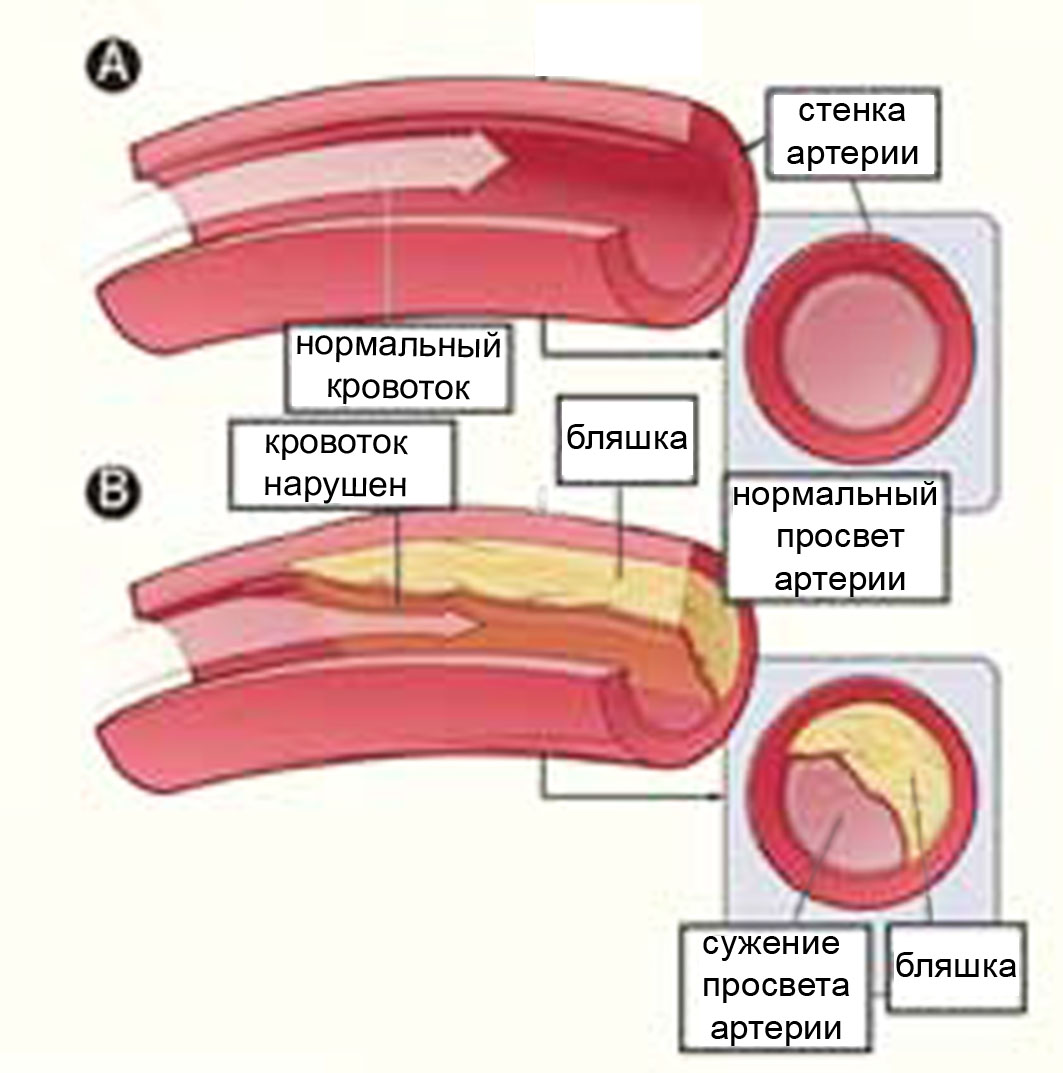 A
стенка
артерии
нормальный
кровоток
кровоток
нарушен
бляшка
B
нормальный
просвет
артерии
сужение
просвета
артерии
бляшка